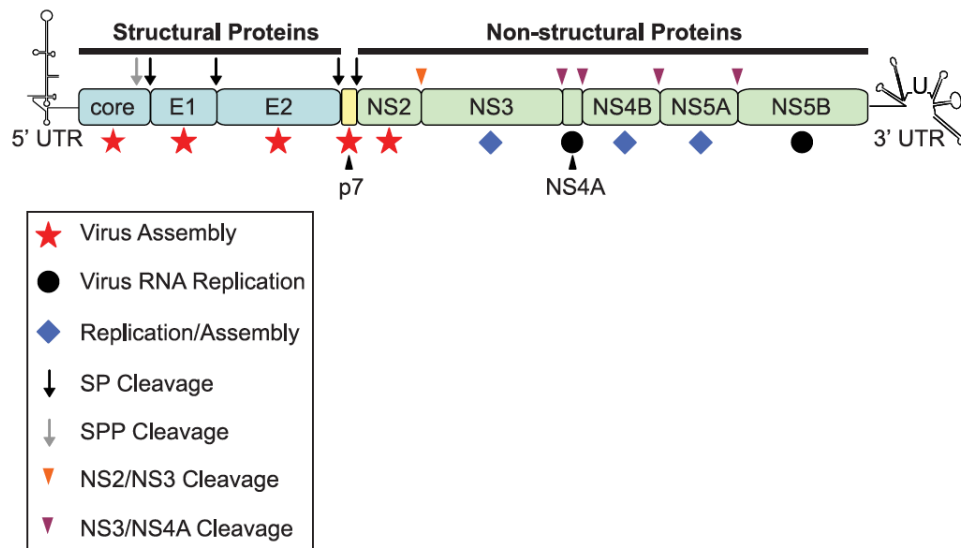 Structural Proteins Non-structural Proteins
core E1 E2 NS2 NS3 NS4B NS5A NS5B
5' UTR 3' UTR
U
p7 NS4A
Virus Assembly
Virus RNA Replication
Replication/Assembly
SP Cleavage
SPP Cleavage
NS2/NS3 Cleavage
NS3/NS4A Cleavage